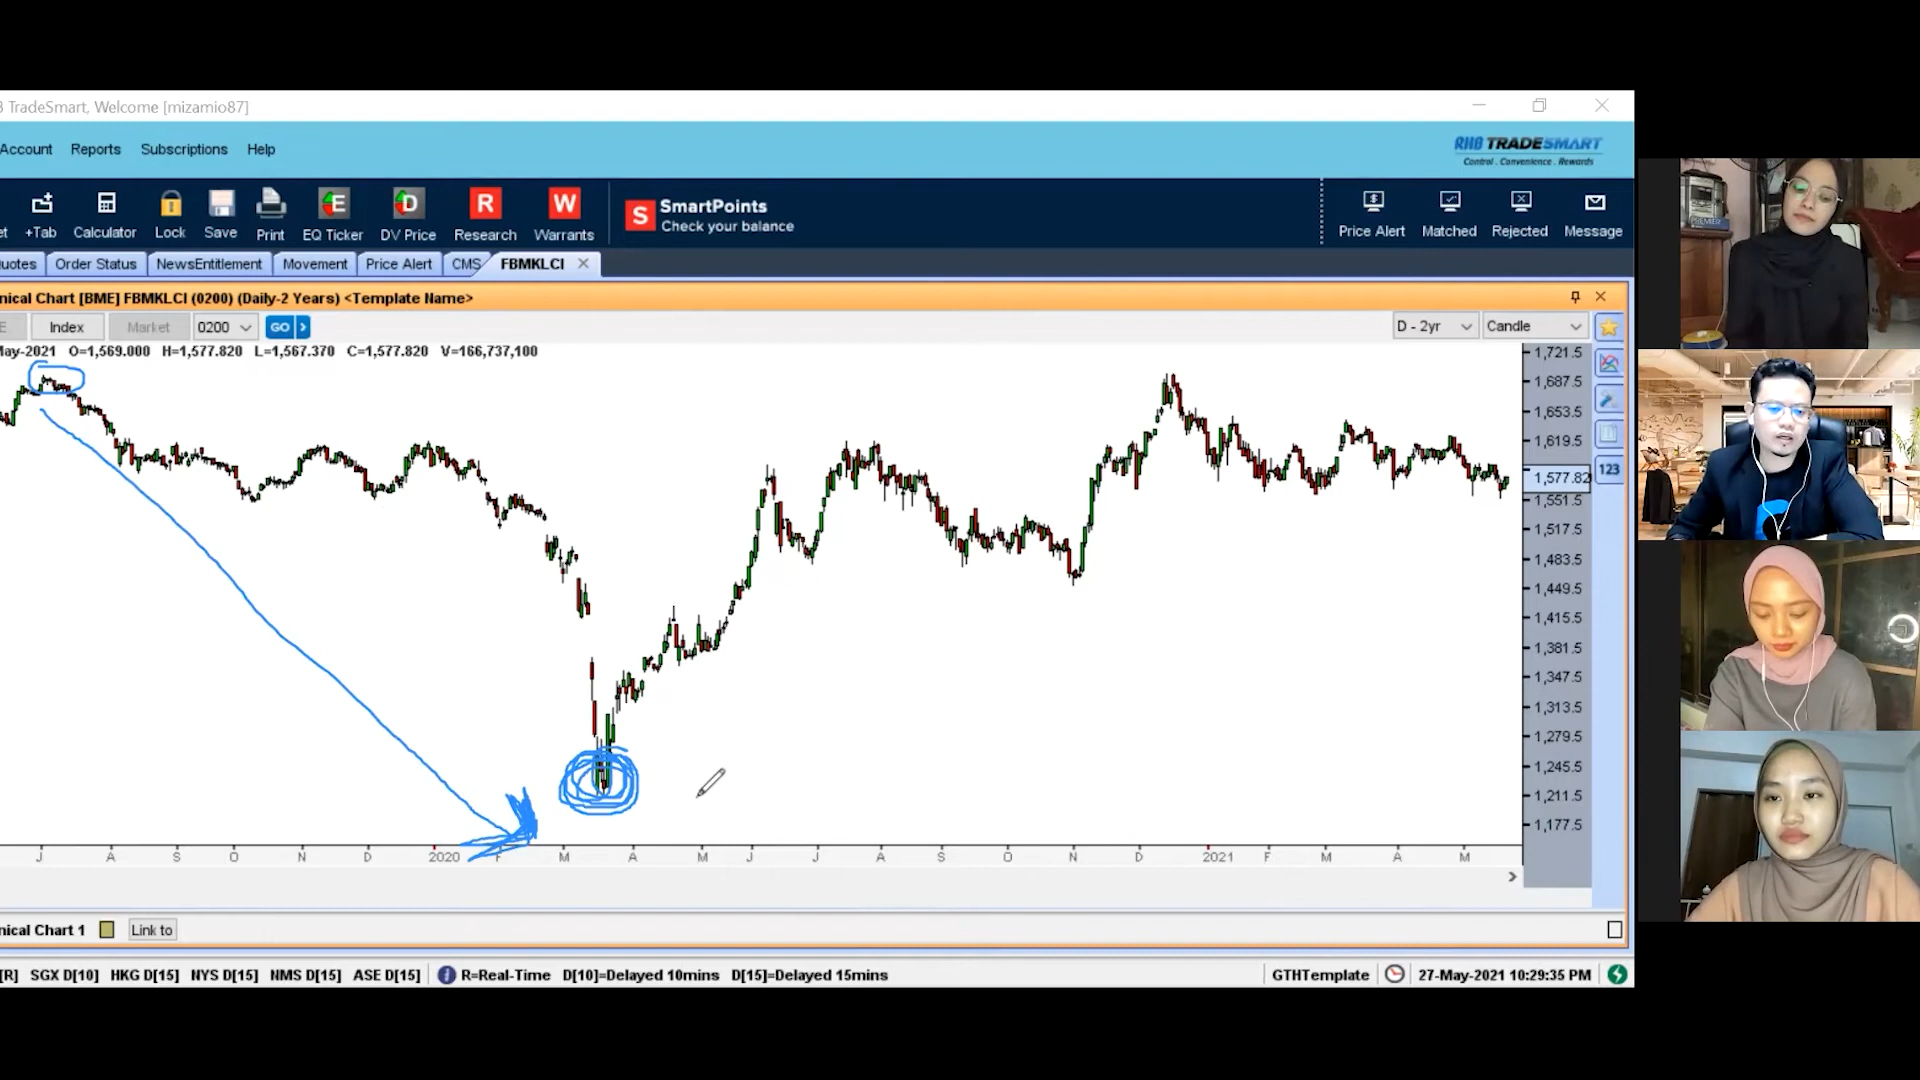 TradeSmart, Welcome [mizamio87]
Account Reports Subscriptions Help
RHB TRADESMART
Control . Convenience . Rewards
+Tab Calculator Lock Save Print EQ Ticker DV Price Research Warrants
E D R W
S SmartPoints
Check your balance
Price Alert Matched Rejected Message
uotes Order Status NewsEntitlement Movement Price Alert CMS FBMKLCI
nical Chart [BME] FBMKLCI (0200) (Daily-2 Years) <Template Name>
E Index Market 0200 GO D - 2yr Candle
May-2021 O=1,569.000 H=1,577.820 L=1,567.370 C=1,577.820 V=166,737,100
1,721.5
1,687.5
1,653.5
1,619.5
123
1,577.82
1,551.5
1,517.5
1,483.5
1,449.5
1,415.5
1,381.5
1,347.5
1,313.5
1,279.5
1,245.5
1,211.5
1,177.5
J A S O N D 2020 F M A M J J A S O N D 2021 F M A M
nical Chart 1 Link to
[R] SGX D[10] HKG D[15] NYS D[15] NMS D[15] ASE D[15] R=Real-Time D[10]=Delayed 10mins D[15]=Delayed 15mins
GTHTemplate 27-May-2021 10:29:35 PM
PREMIER